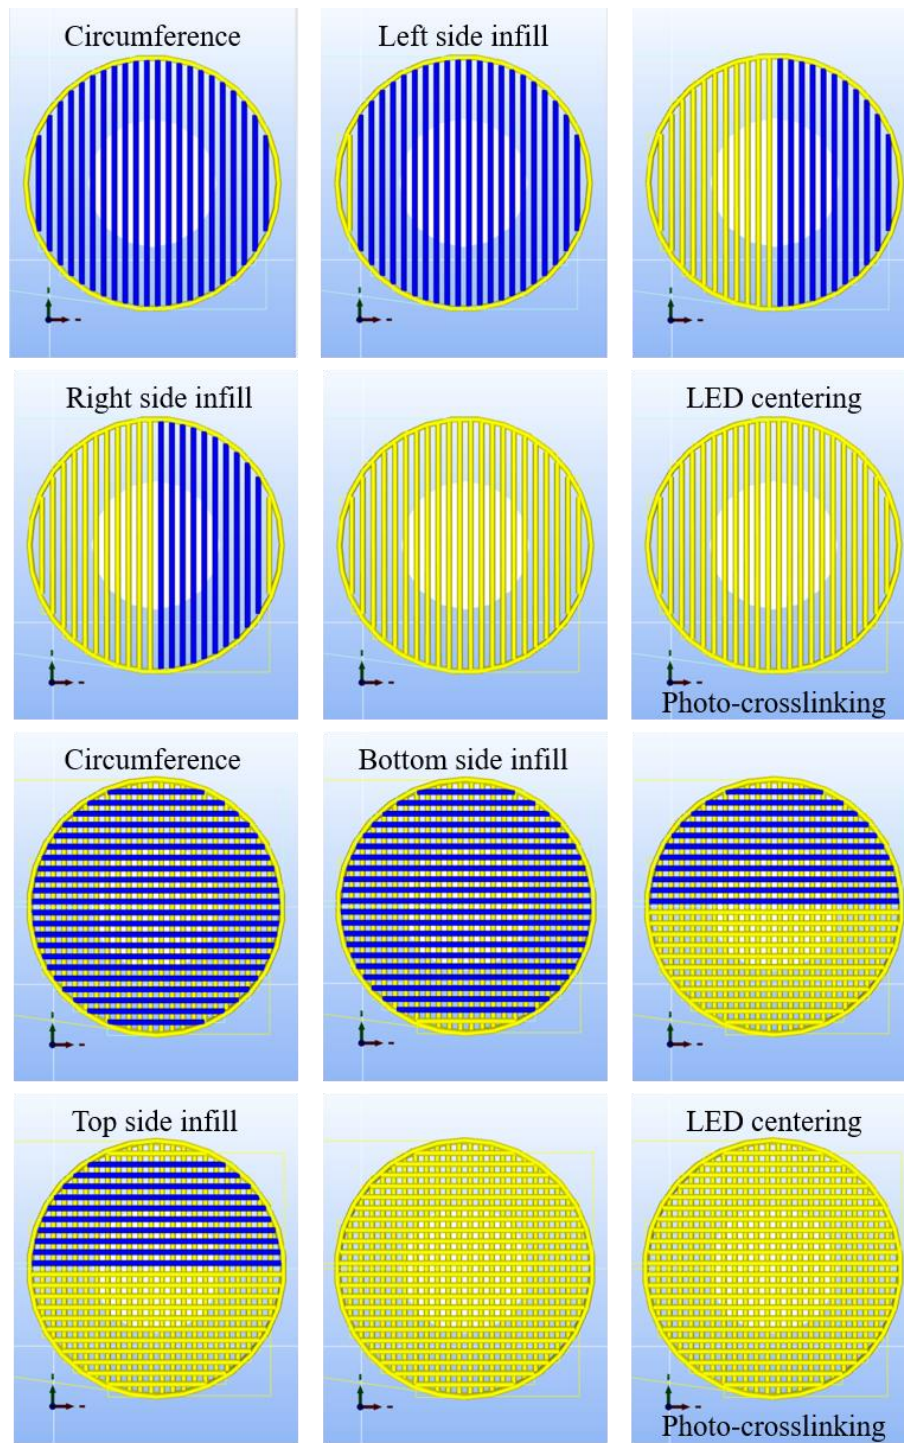 Circumference
Left side infill
Right side infill
LED centering
Photo-crosslinking
Circumference
Bottom side infill
Top side infill
LED centering
Photo-crosslinking